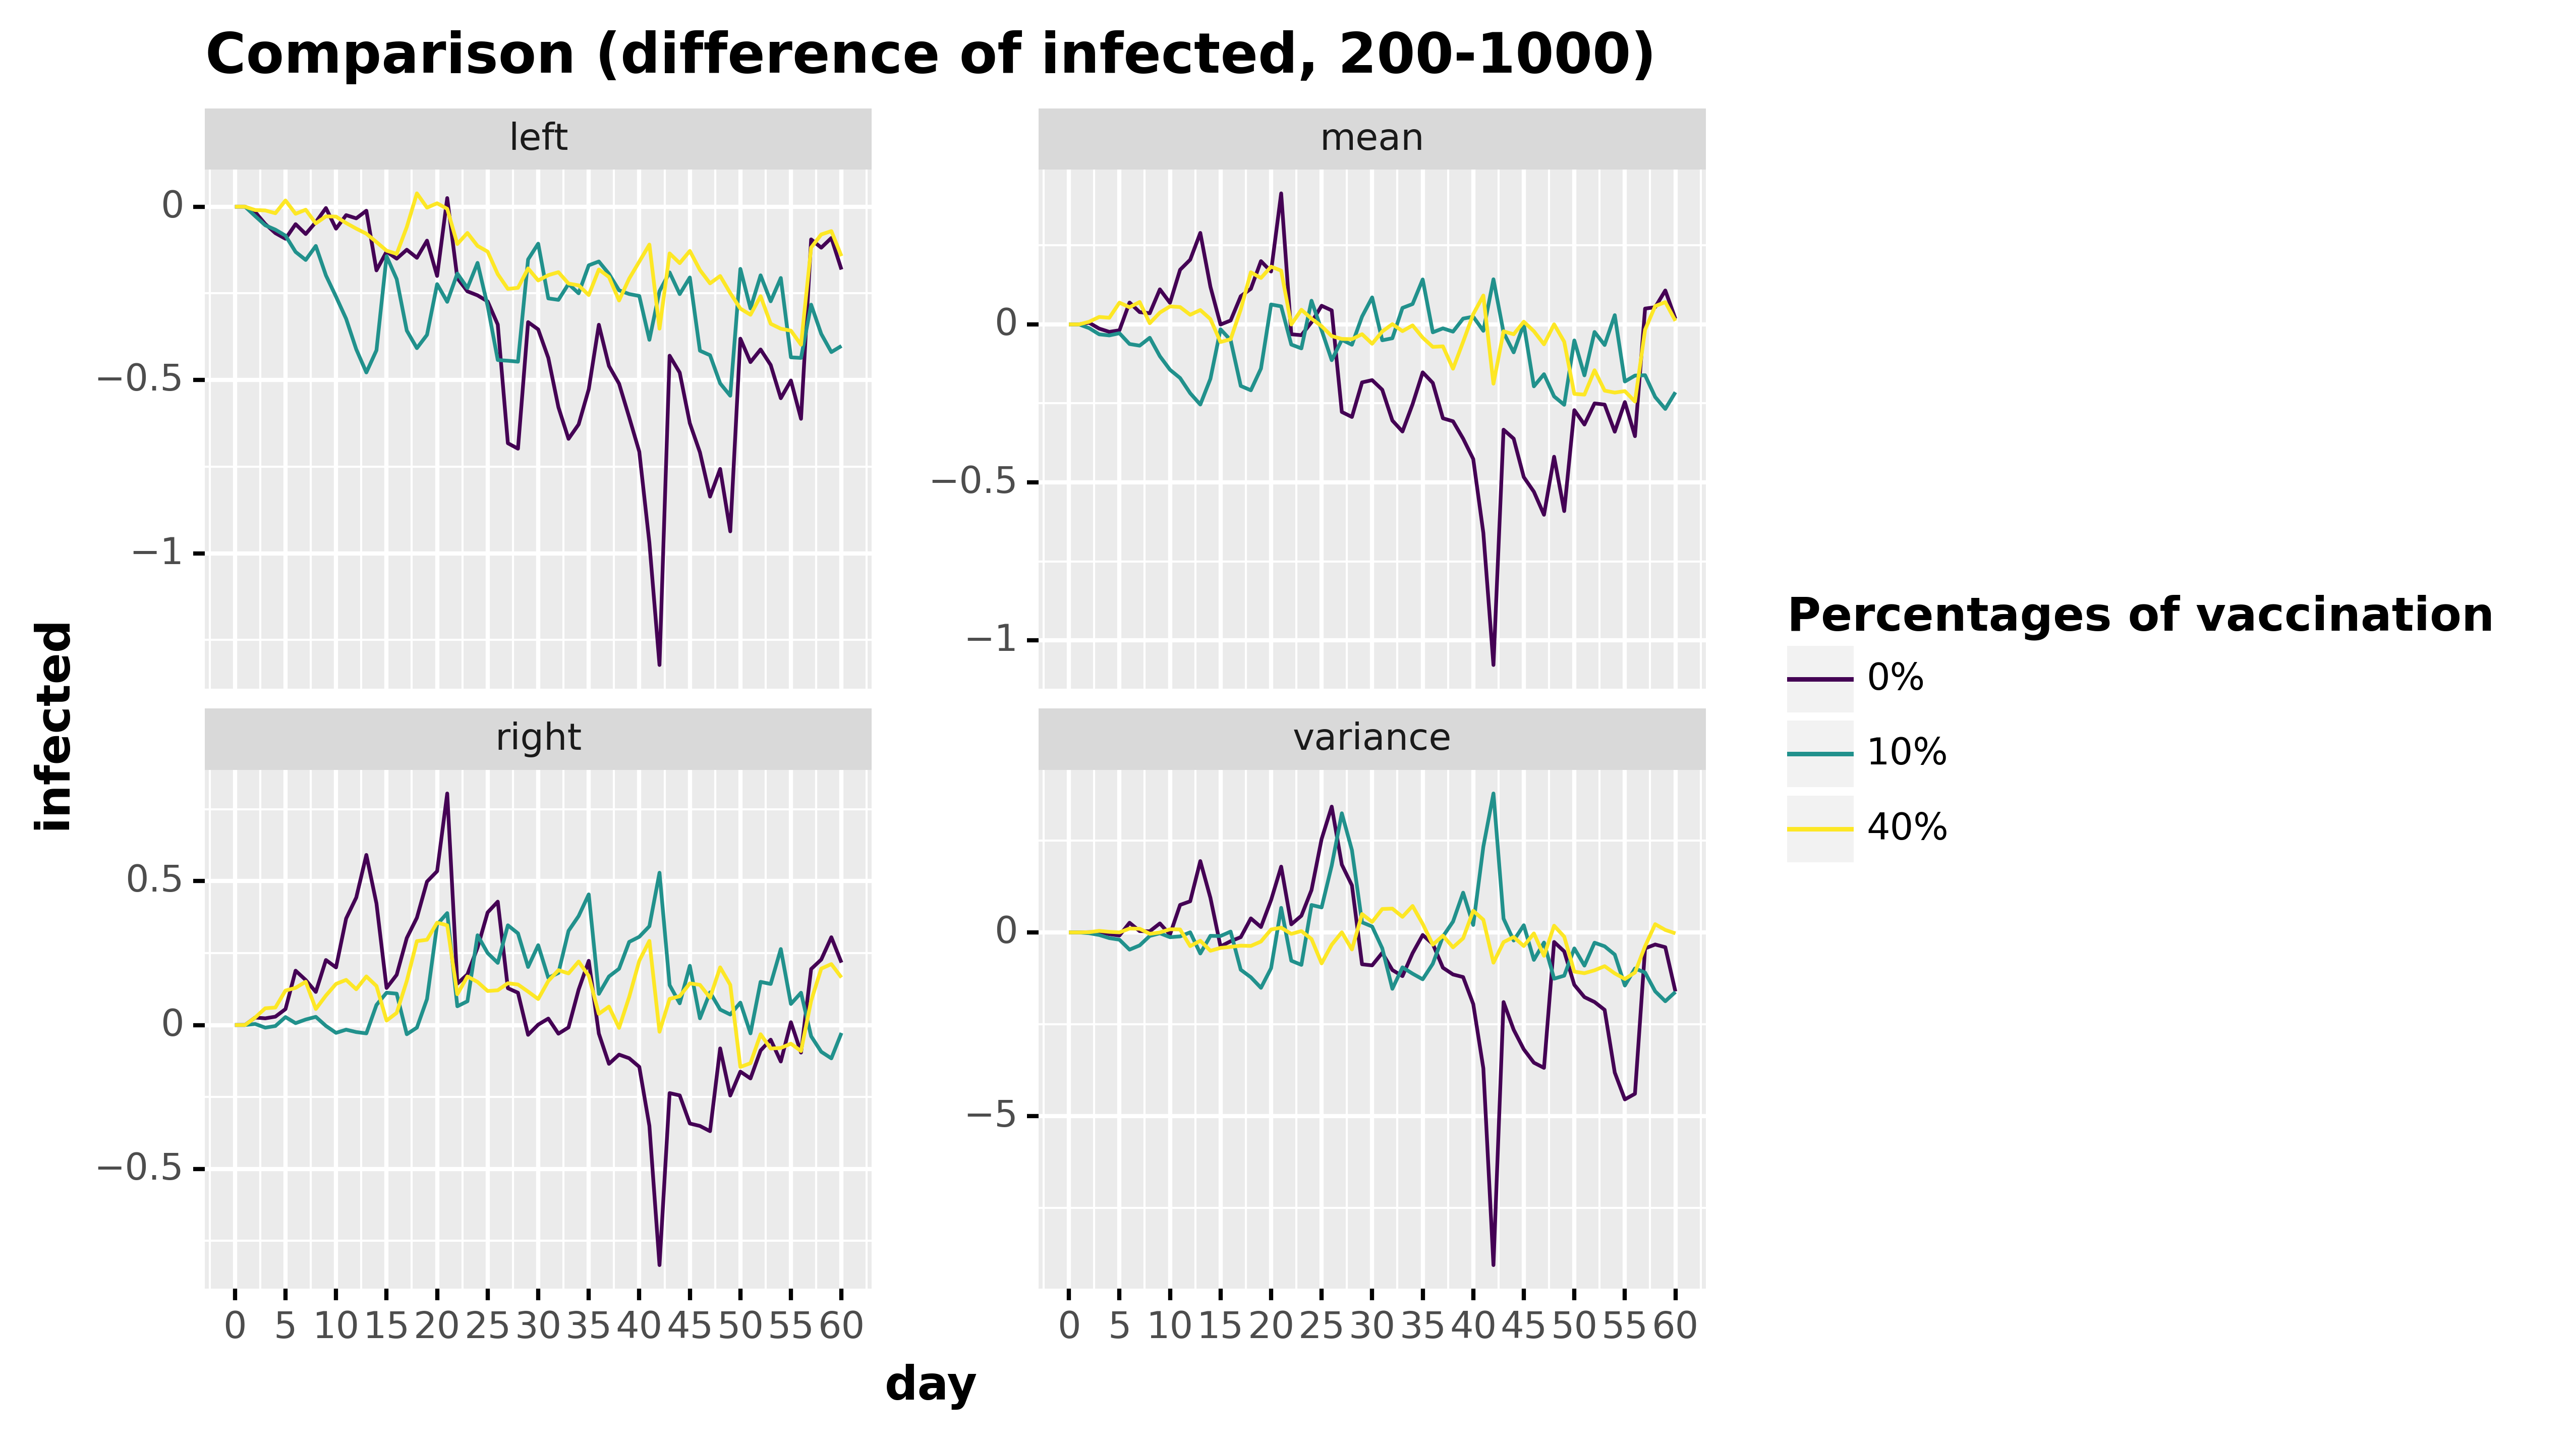 Comparison (difference of infected, 200-1000)
left
mean
0
−0.5
−1
0
−0.5
−1
infected
right
variance
0.5
0
−0.5
0
−5
0 5 10 15 20 25 30 35 40 45 50 55 60
0 5 10 15 20 25 30 35 40 45 50 55 60
day
Percentages of vaccination
0%
10%
40%